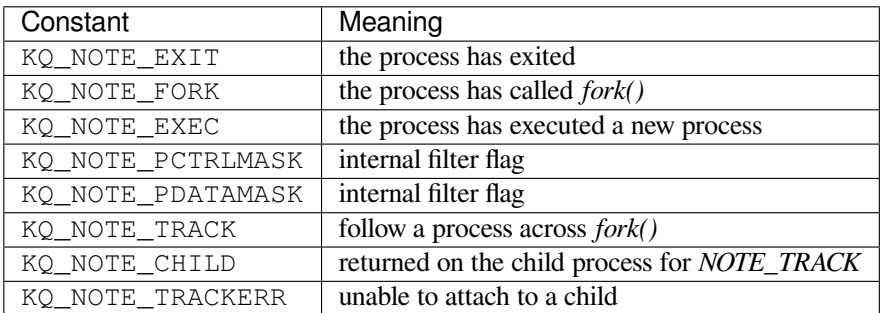 Constant Meaning
KQ_NOTE_EXIT the process has exited
KQ_NOTE_FORK the process has called fork()
KQ_NOTE_EXEC the process has executed a new process
KQ_NOTE_PCTRLMASK internal filter flag
KQ_NOTE_PDATAMASK internal filter flag
KQ_NOTE_TRACK follow a process across fork()
KQ_NOTE_CHILD returned on the child process for NOTE_TRACK
KQ_NOTE_TRACKERR unable to attach to a child